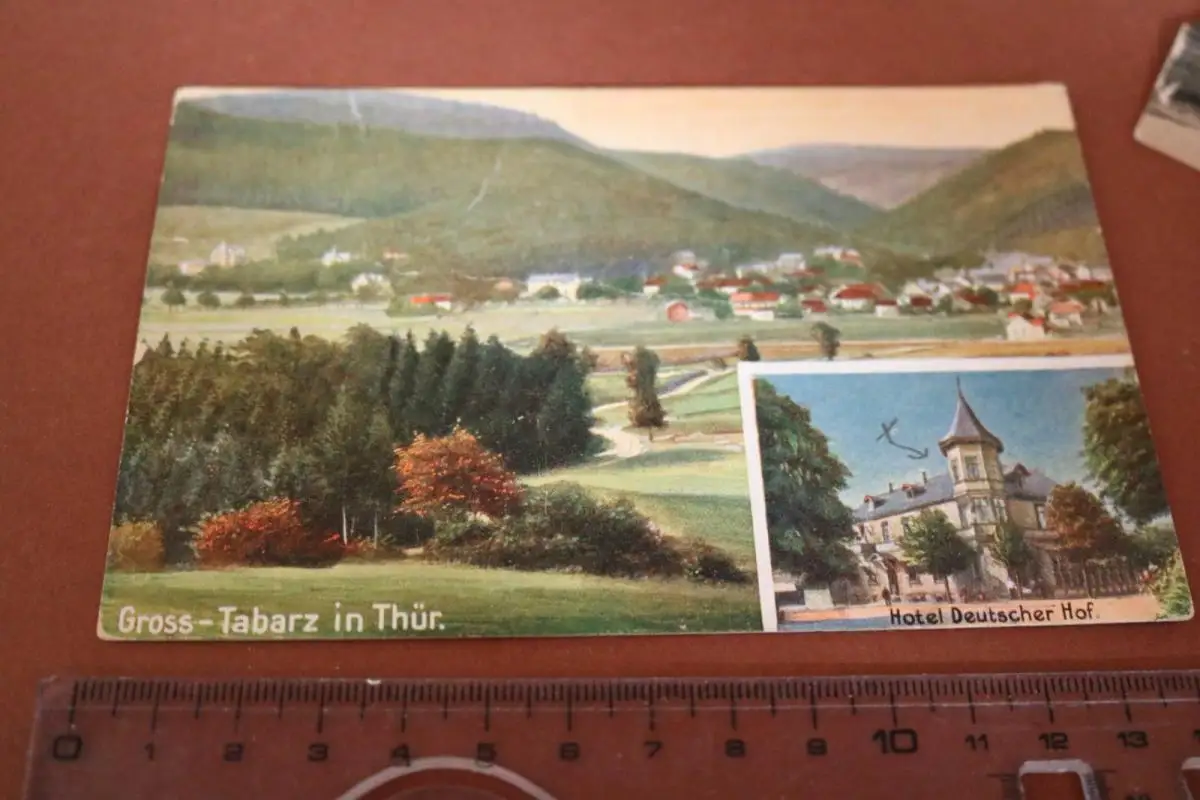 Gross-Tabarz in Thür.
Hotel Deutscher Hof.
0 1 2 3 4 5 6 7 8 9 10 11 12 13